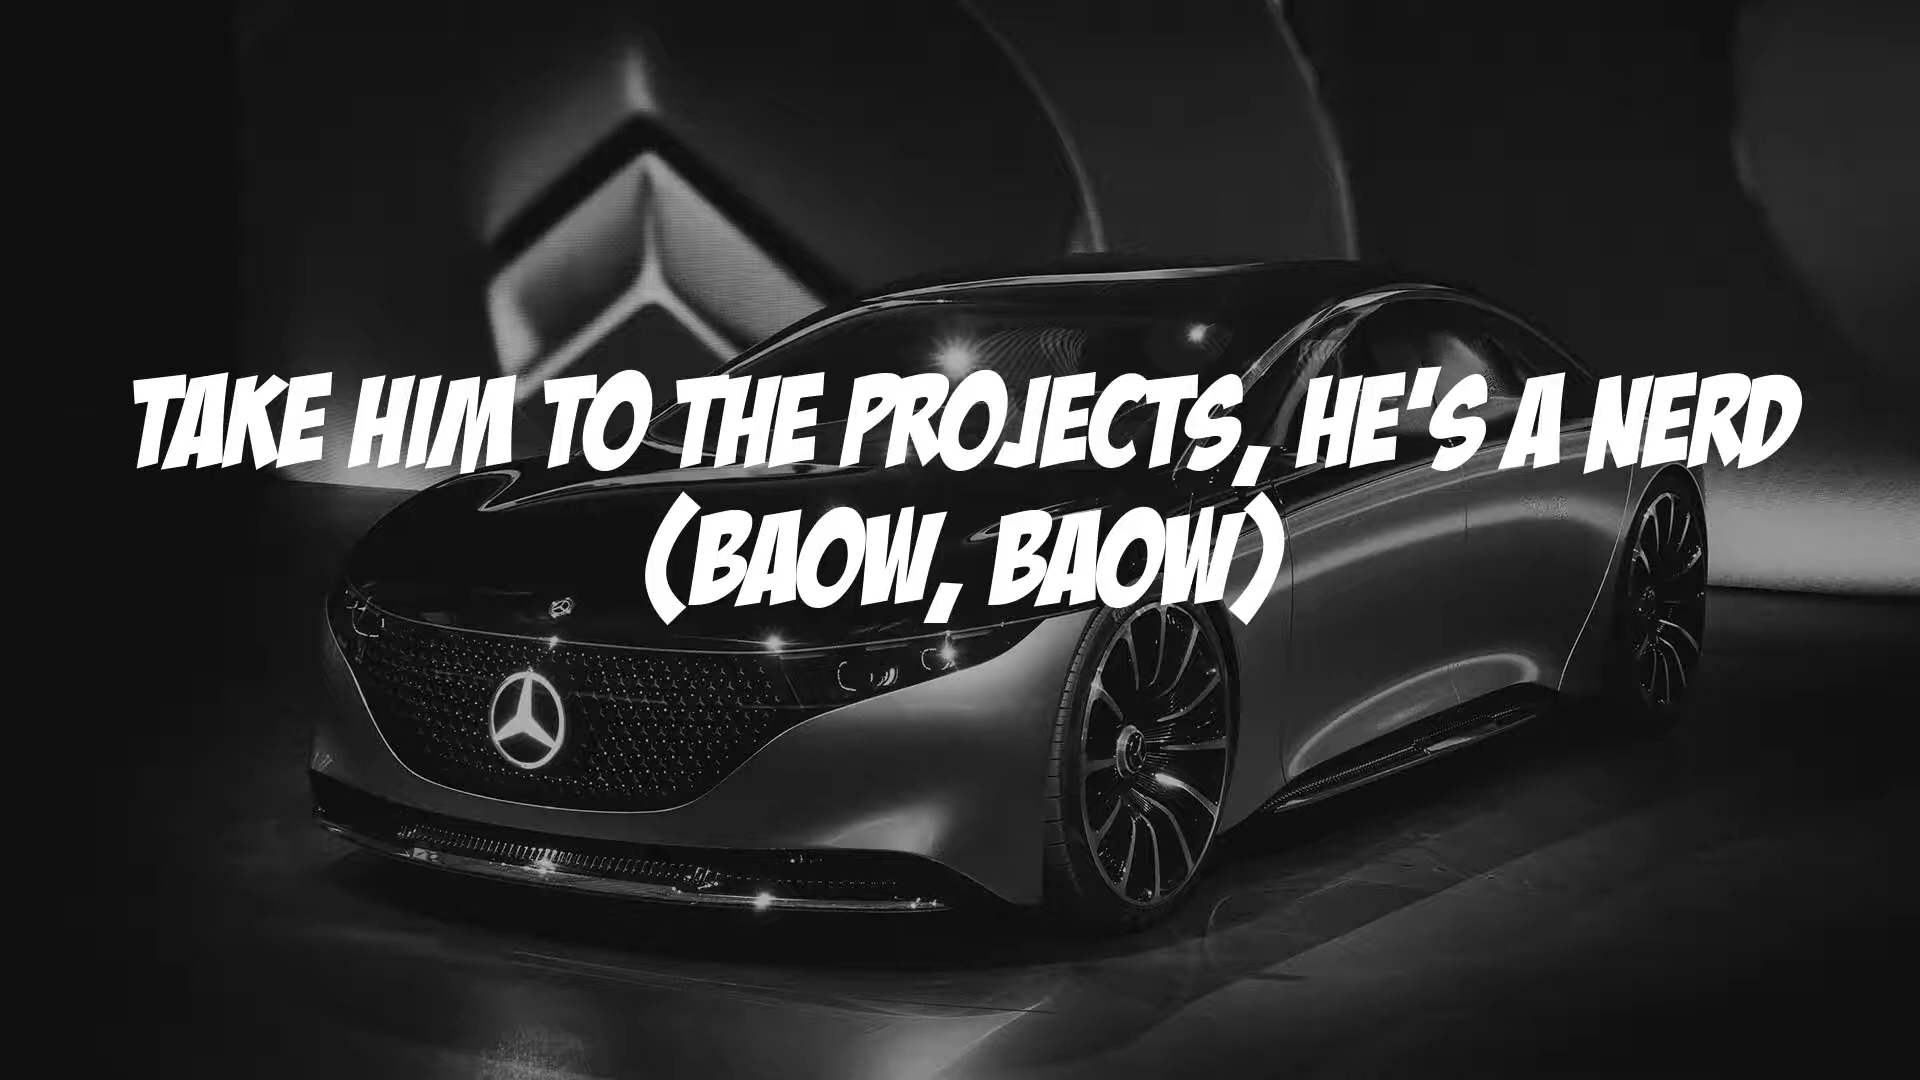 TAKE HIM TO THE PROJECTS, HE'S A NERD
(BAOW, BAOW)